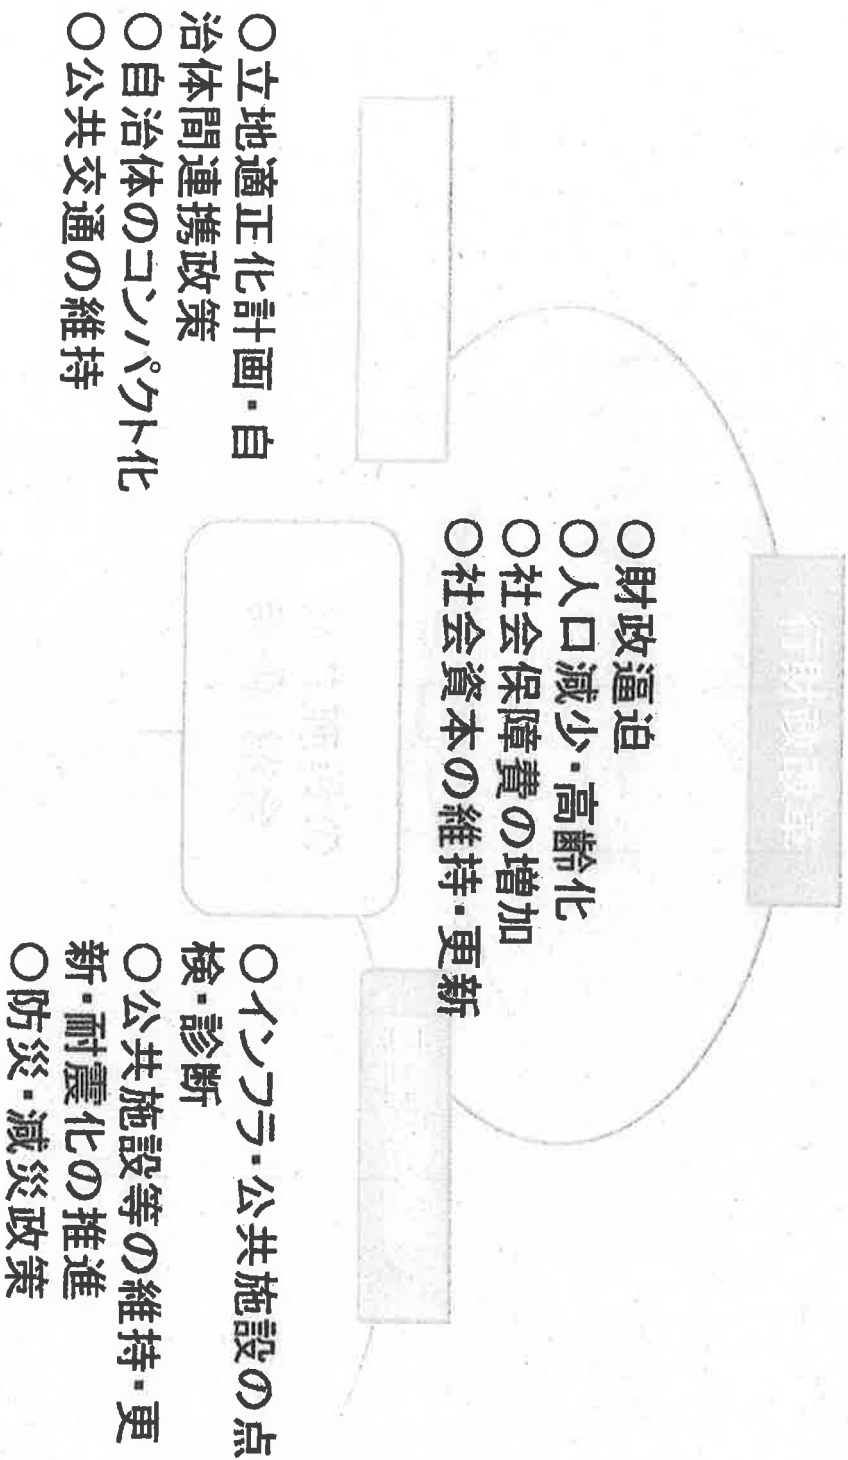 行財政改革
○財政逼迫
○人口減少・高齢化
○社会保障費の増加
○社会資本の維持・更新
○立地適正化計画・自
治体間連携政策
○自治体のコンパクト化
○公共交通の維持
○インフラ・公共施設の点
検・診断
○公共施設等の維持・更
新・耐震化の推進
○防災・減災政策